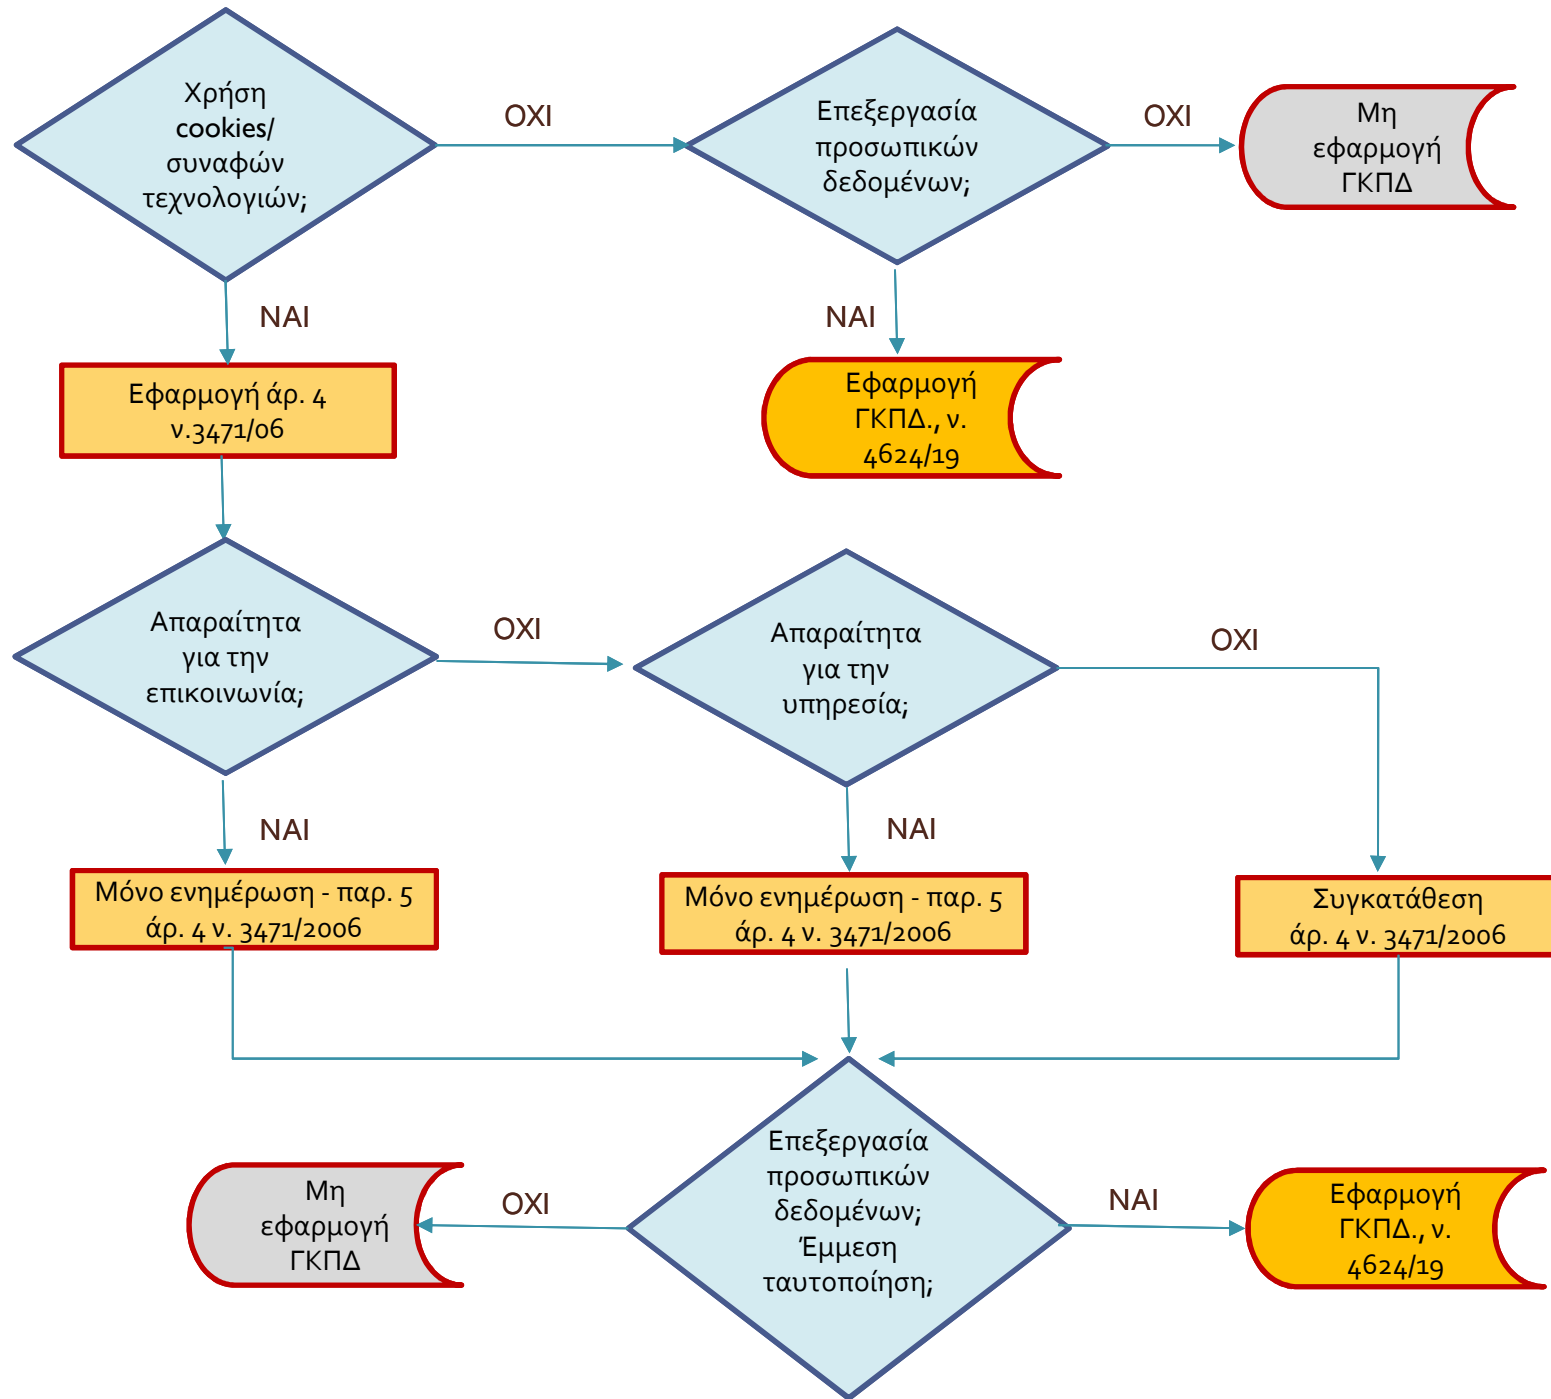 Χρήση
cookies/
συναφών
τεχνολογιών;
ΟΧΙ
Επεξεργασία
προσωπικών
δεδομένων;
ΟΧΙ
Μη
εφαρμογή
ΓΚΠΔ
ΝΑΙ
ΝΑΙ
Εφαρμογή άρ. 4
ν.3471/06
Εφαρμογή
ΓΚΠΔ., ν.
4624/19
Απαραίτητα
για την
επικοινωνία;
ΟΧΙ
Απαραίτητα
για την
υπηρεσία;
ΟΧΙ
ΝΑΙ
ΝΑΙ
Μόνο ενημέρωση - παρ. 5
άρ. 4 ν. 3471/2006
Μόνο ενημέρωση - παρ. 5
άρ. 4 ν. 3471/2006
Συγκατάθεση
άρ. 4 ν. 3471/2006
Μη
εφαρμογή
ΓΚΠΔ
ΟΧΙ
Επεξεργασία
προσωπικών
δεδομένων;
Έμμεση
ταυτοποίηση;
ΝΑΙ
Εφαρμογή
ΓΚΠΔ., ν.
4624/19